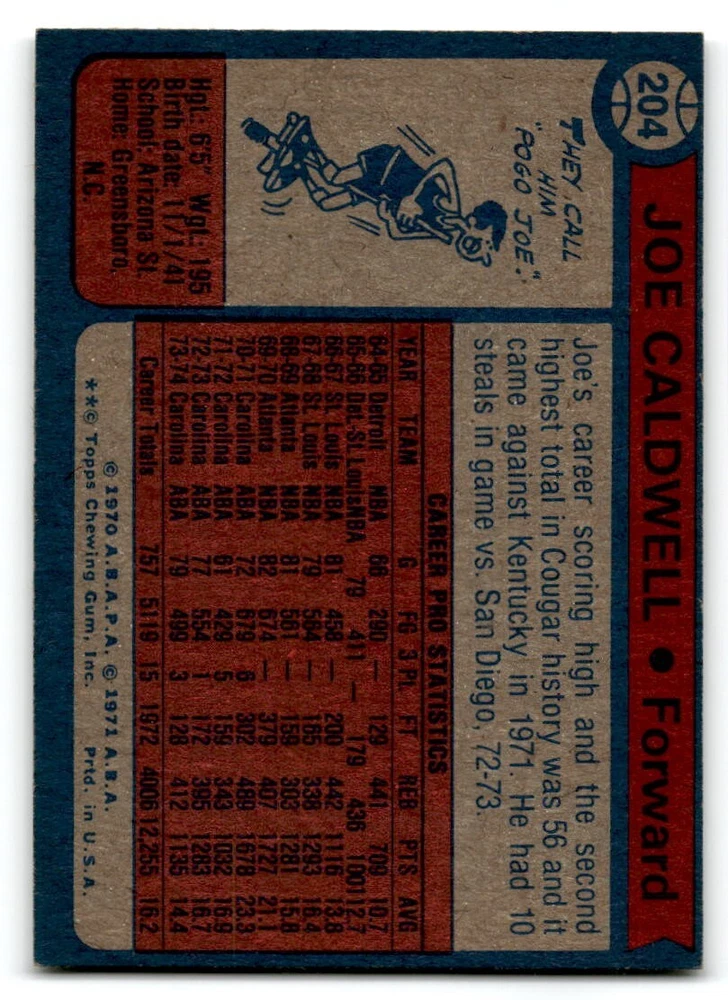 204
JOE CALDWELL • Forward
THEY CALL
HIM
"POGO JOE."
Hgt.: 6'5" Wgt.: 195
Birth date: 11/1/41
School: Arizona St.
Home: Greensboro,
N.C.
Joe's career scoring high and the second
highest total in Cougar history was 56 and it
came against Kentucky in 1971. He had 10
steals in game vs. San Diego, 72-73.
CAREER PRO STATISTICS
YEAR TEAM G FG 3 PL FT REB PTS AVG
64-65 Detroit NBA 66 290 — 129 441 709 10.7
65-66 Det.-St.Louis NBA 79 411 — 179 436 1001 12.7
66-67 St. Louis NBA 81 458 — 200 442 1116 13.8
67-68 St. Louis NBA 79 564 — 165 338 1293 16.4
68-69 Atlanta NBA 81 561 — 159 303 1281 15.8
69-70 Atlanta NBA 82 674 — 379 407 1727 21.1
70-71 Carolina ABA 72 679 6 302 489 1678 23.3
71-72 Carolina ABA 61 429 5 159 343 1032 16.9
72-73 Carolina ABA 77 554 1 172 395 1283 16.7
73-74 Carolina ABA 79 499 3 128 412 1135 14.4
Career Totals 757 5119 15 1972 4006 12,255 16.2
© 1970 A.B.A.P.A. © 1971 A.B.A.
**© Topps Chewing Gum, Inc. Prtd. in U.S.A.